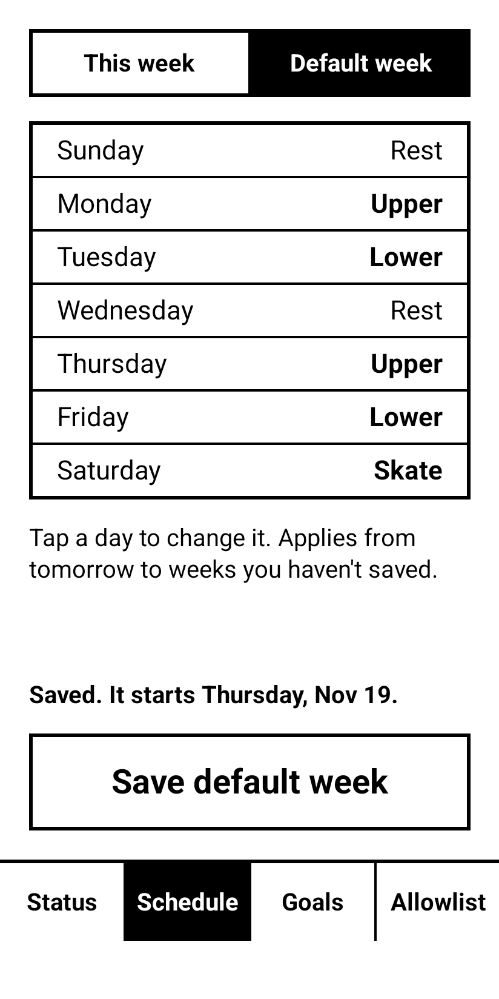 This week Default week
Sunday Rest
Monday Upper
Tuesday Lower
Wednesday Rest
Thursday Upper
Friday Lower
Saturday Skate
Tap a day to change it. Applies from
tomorrow to weeks you haven't saved.
Saved. It starts Thursday, Nov 19.
Save default week
Status Schedule Goals Allowlist